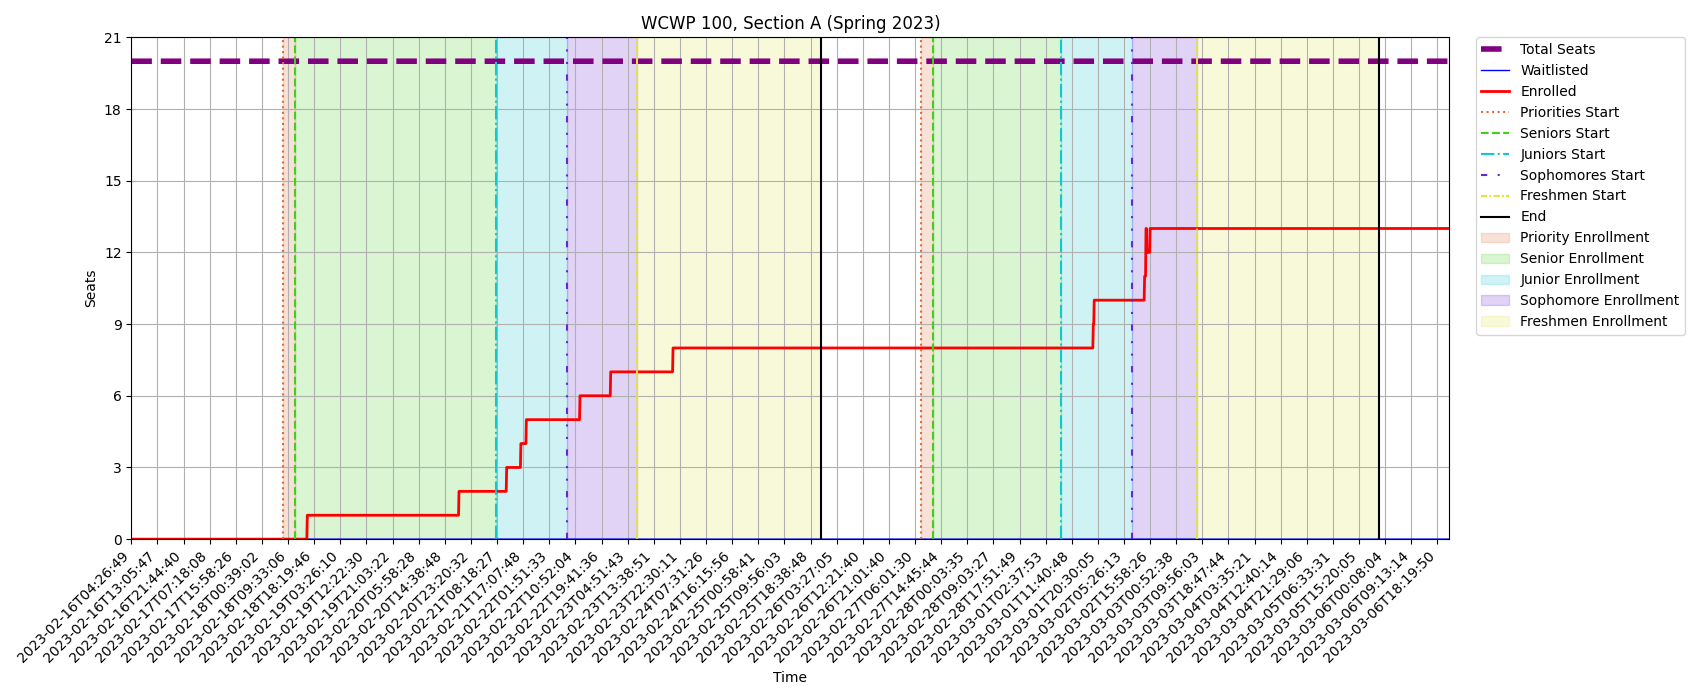 WCWP 100, Section A (Spring 2023)
21
18
15
12
9
6
3
0
Seats
2023-02-16T04:26:49
2023-02-16T13:05:47
2023-02-16T21:44:40
2023-02-17T07:18:08
2023-02-17T15:58:26
2023-02-18T00:39:02
2023-02-18T09:33:06
2023-02-18T18:19:46
2023-02-19T03:26:10
2023-02-19T12:22:30
2023-02-19T21:03:22
2023-02-20T05:58:28
2023-02-20T14:38:48
2023-02-20T23:20:32
2023-02-21T08:18:27
2023-02-21T17:07:48
2023-02-22T01:51:33
2023-02-22T10:52:04
2023-02-22T19:41:36
2023-02-23T04:51:43
2023-02-23T13:38:51
2023-02-23T22:30:11
2023-02-24T07:31:26
2023-02-24T16:15:56
2023-02-25T00:58:41
2023-02-25T09:56:03
2023-02-25T18:38:48
2023-02-26T03:27:05
2023-02-26T12:21:40
2023-02-26T21:01:40
2023-02-27T06:01:30
2023-02-27T14:45:44
2023-02-28T00:03:35
2023-02-28T09:03:27
2023-02-28T17:51:49
2023-03-01T02:37:53
2023-03-01T11:40:48
2023-03-01T20:30:05
2023-03-02T05:26:13
2023-03-02T15:58:26
2023-03-03T00:52:38
2023-03-03T09:56:03
2023-03-03T18:47:44
2023-03-04T03:35:21
2023-03-04T12:40:14
2023-03-04T21:29:06
2023-03-05T06:33:31
2023-03-05T15:20:05
2023-03-06T00:08:04
2023-03-06T09:13:14
2023-03-06T18:19:50
Time
Total Seats
Waitlisted
Enrolled
Priorities Start
Seniors Start
Juniors Start
Sophomores Start
Freshmen Start
End
Priority Enrollment
Senior Enrollment
Junior Enrollment
Sophomore Enrollment
Freshmen Enrollment